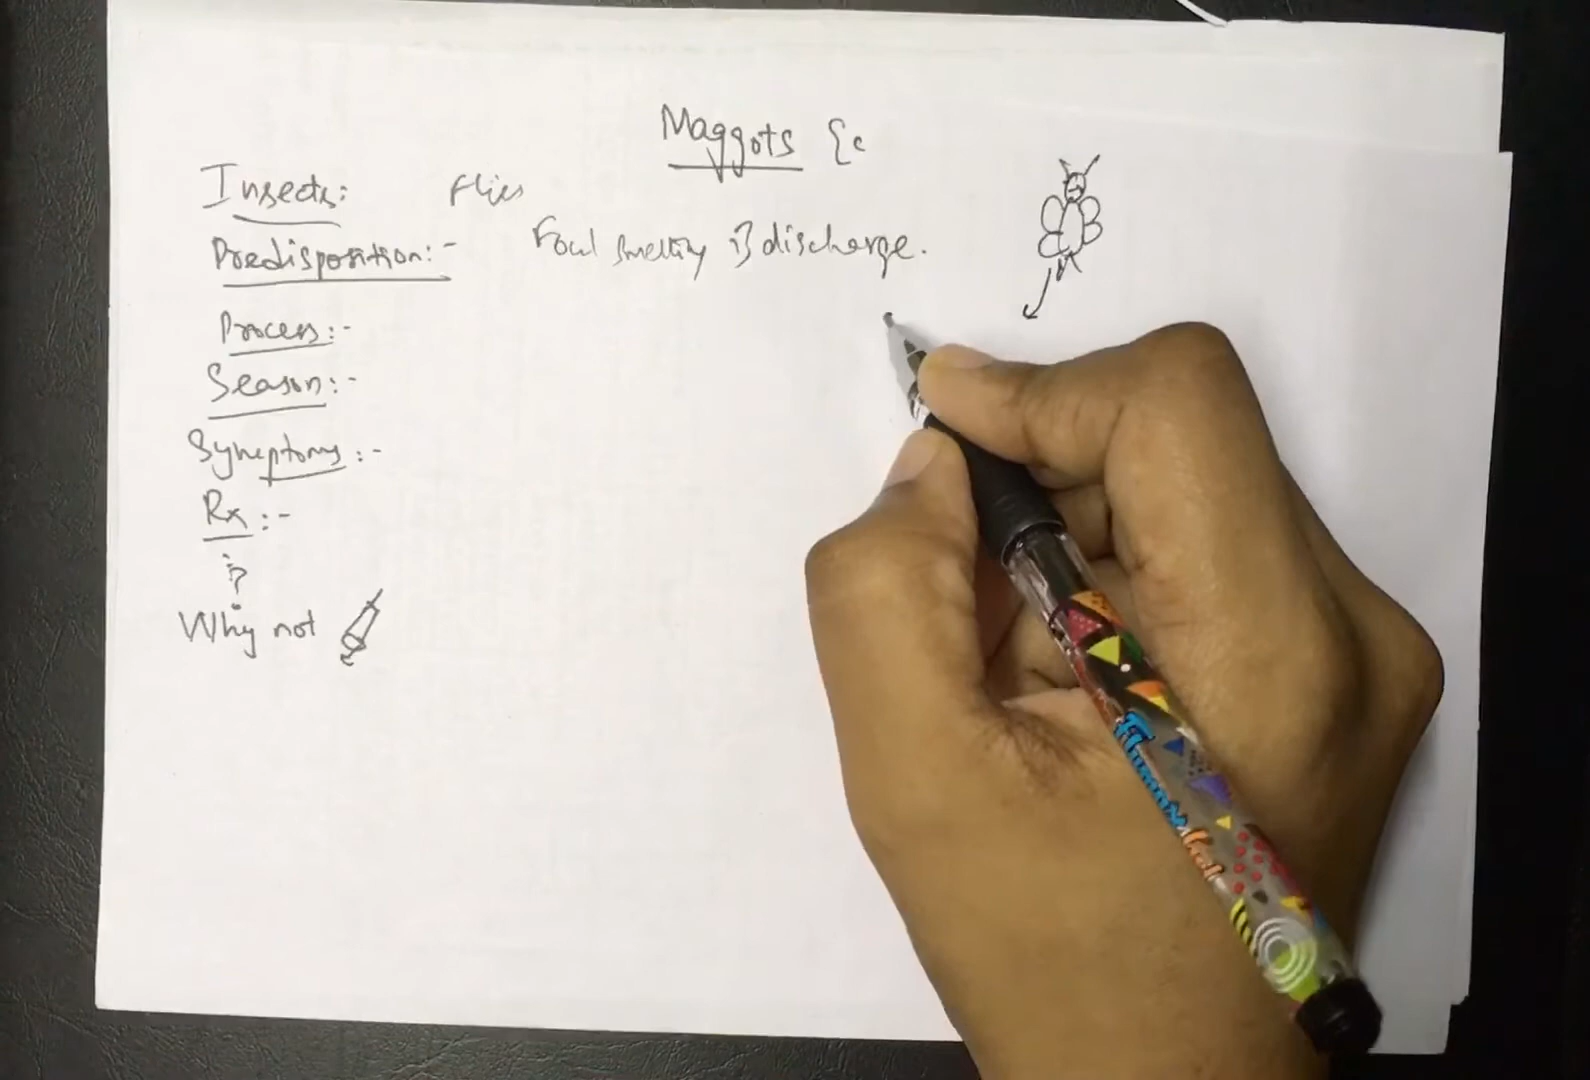 Maggots {c
Insects: flies
Predisposition:- Foul smelling discharge.
Process:-
Season:-
Symptoms:-
Rx:-
?
Why not